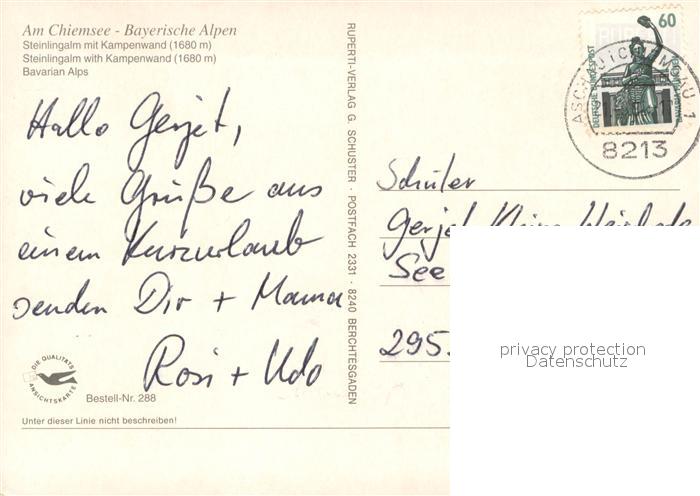 Am Chiemsee - Bayerische Alpen
Steinlingalm mit Kampenwand (1680 m)
Steinlingalm with Kampenwand (1680 m)
Bavarian Alps
Hallo Gerjet,
viele Grüße aus
einem Kurzurlaub
senden Dir + Mama
Rosi + Udo
DIE QUALITÄTS
ANSICHTSKARTE
Bestell-Nr. 288
Unter dieser Linie nicht beschreiben!
RUPERTI-VERLAG G. SCHUSTER · POSTFACH 2331 · 8240 BERCHTESGADEN
60
DEUTSCHE BUNDESPOST
8213
Schüler
Gerjet
See
295
privacy protection
Datenschutz